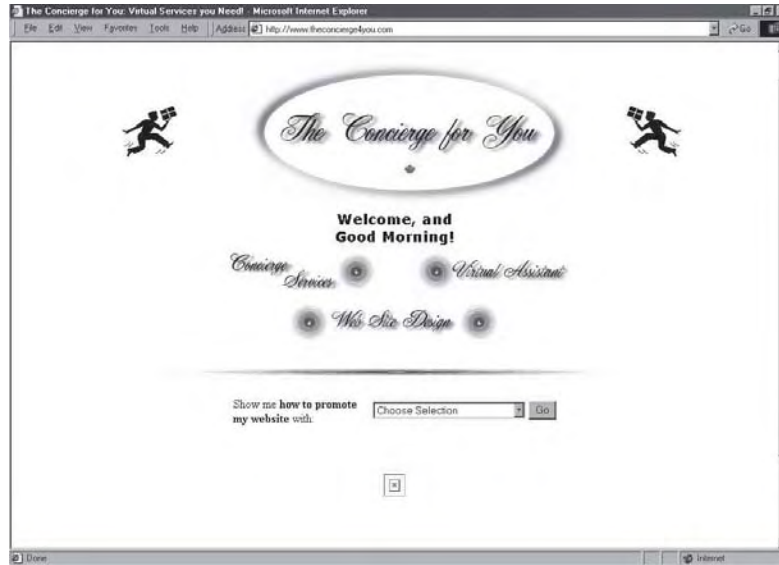 The Concierge for You: Virtual Services you Need! - Microsoft Internet Explorer
File Edit View Favorites Tools Help Address http://www.theconcierge4you.com Go
The Concierge for You
Welcome, and
Good Morning!
Concierge
Services
Virtual Assistant
Web Site Design
Show me how to promote
my website with:
Choose Selection Go
Done Internet